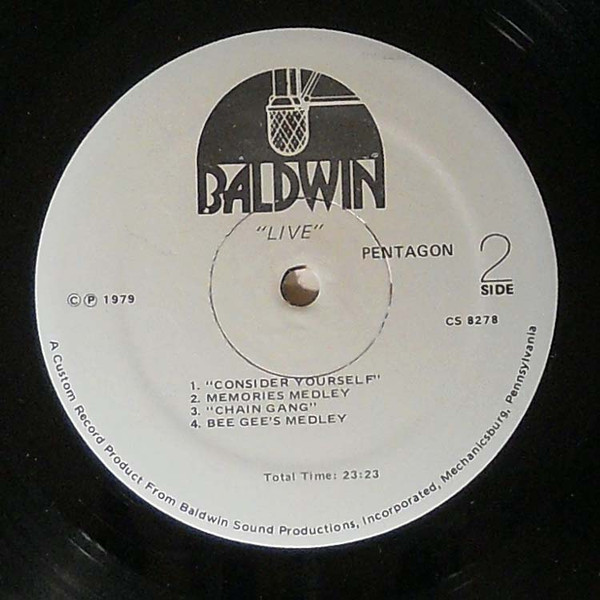 BALDWIN
"LIVE"
PENTAGON
2
SIDE
©℗ 1979
CS 8278
1. "CONSIDER YOURSELF"
2. MEMORIES MEDLEY
3. "CHAIN GANG"
4. BEE GEE'S MEDLEY
Total Time: 23:23
A Custom Record Product From Baldwin Sound Productions, Incorporated, Mechanicsburg, Pennsylvania